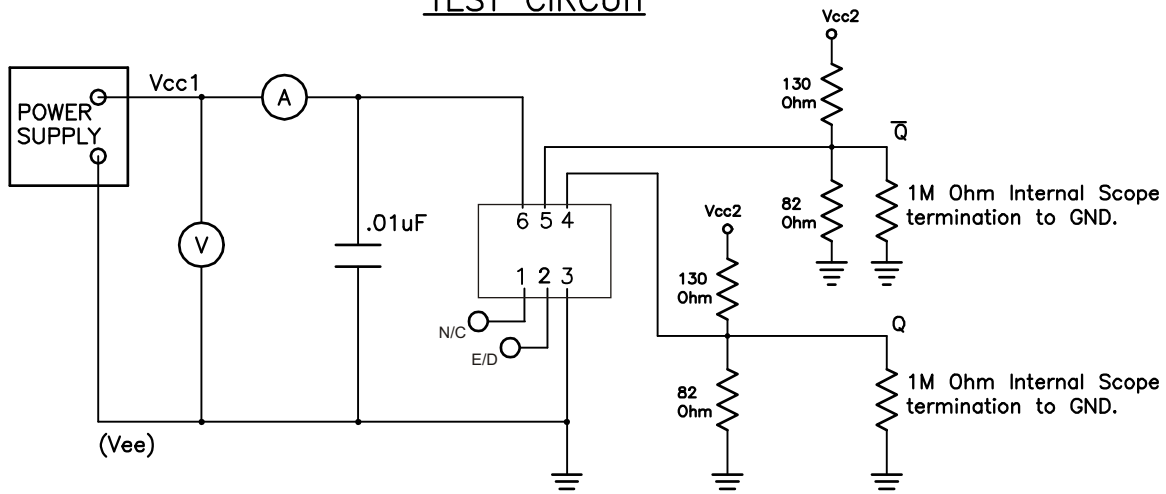 TEST CIRCUIT
Vcc2
Vcc1
POWER
SUPPLY
A
130
Ohm
Q̅
82
Ohm
1M Ohm Internal Scope
termination to GND.
V
.01uF
6 5 4
1 2 3
N/C
E/D
Vcc2
130
Ohm
Q
82
Ohm
1M Ohm Internal Scope
termination to GND.
(Vee)